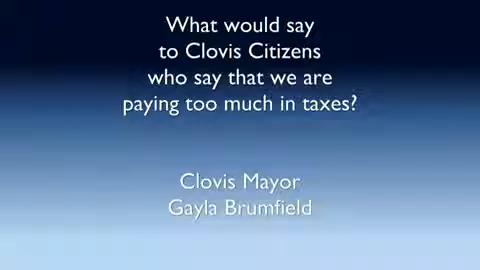 What would say
to Clovis Citizens
who say that we are
paying too much in taxes?
Clovis Mayor
Gayla Brumfield